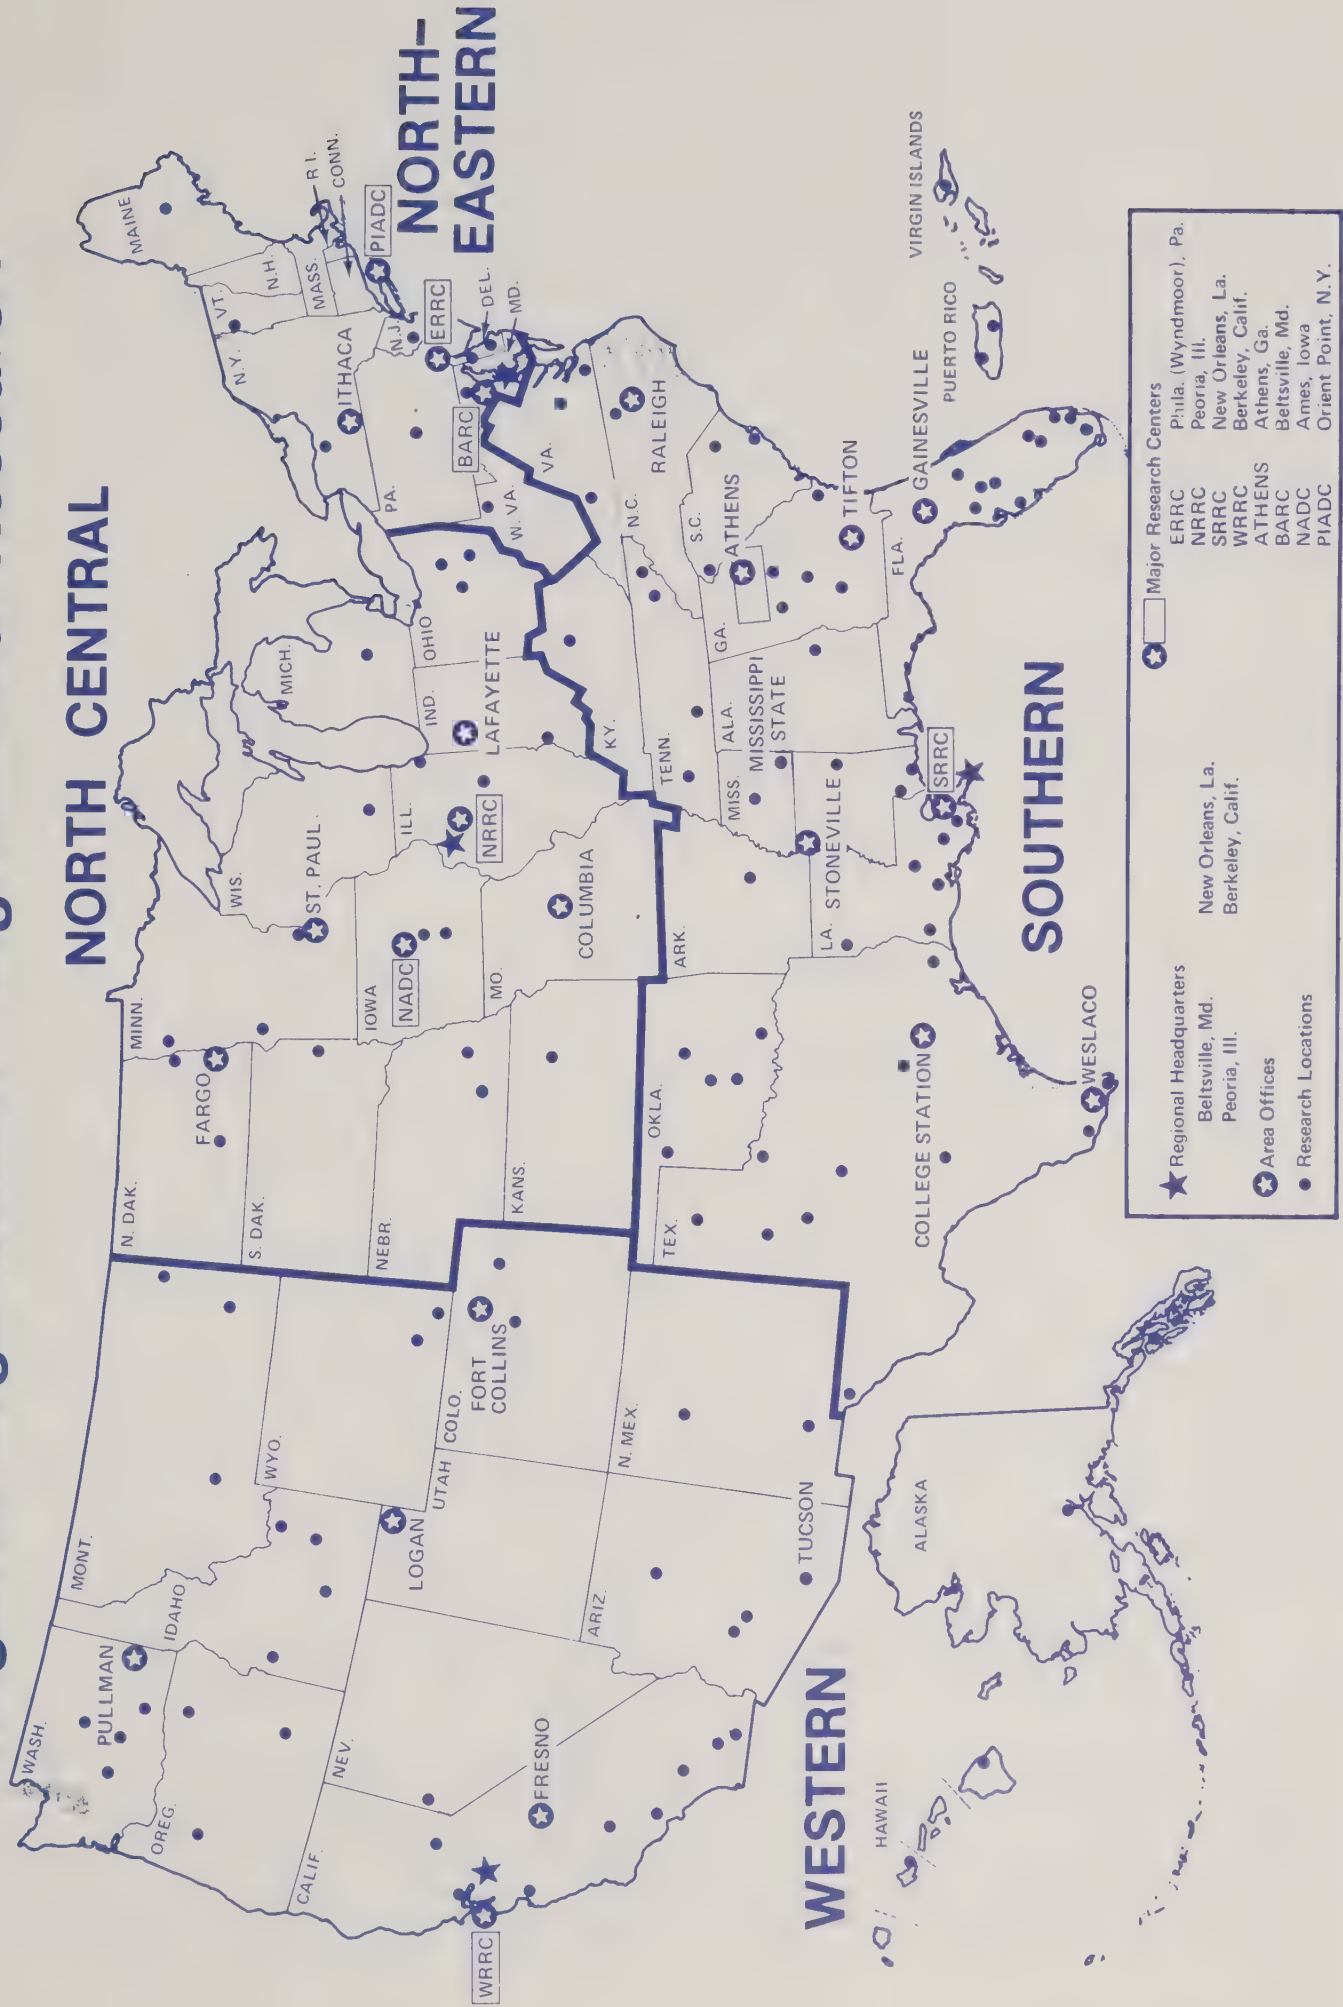 NORTH CENTRAL
NORTH-
EASTERN
SOUTHERN
WESTERN
WASH.
PULLMAN
OREG.
CALIF.
NEV.
IDAHO
MONT.
WYO.
UTAH
LOGAN
COLO.
FORT
COLLINS
ARIZ.
N. MEX.
TUCSON
FRESNO
WRRC
HAWAII
ALASKA
N. DAK.
FARGO
S. DAK.
NEBR.
KANS.
MINN.
ST. PAUL
WIS.
IOWA
NADC
MO.
COLUMBIA
ILL.
NRRC
MICH.
IND.
LAFAYETTE
OHIO
OKLA.
TEX.
COLLEGE STATION
WESLACO
ARK.
LA.
STONEVILLE
MISS.
MISSISSIPPI
STATE
ALA.
TENN.
KY.
GA.
ATHENS
TIFTON
FLA.
GAINESVILLE
S.C.
N.C.
RALEIGH
VA.
W. VA.
SRRC
PUERTO RICO
VIRGIN ISLANDS
MAINE
VT.
N.H.
MASS.
R I.
CONN.
N.Y.
ITHACA
PIADC
PA.
N.J.
ERRC
DEL.
MD.
BARC
Regional Headquarters
Beltsville, Md.
New Orleans, La.
Peoria, Ill.
Berkeley, Calif.
Area Offices
Research Locations
Major Research Centers
ERRC Phila. (Wyndmoor), Pa.
NRRC Peoria, Ill.
SRRC New Orleans, La.
WRRC Berkeley, Calif.
ATHENS Athens, Ga.
BARC Beltsville, Md.
NADC Ames, Iowa
PIADC Orient Point, N.Y.